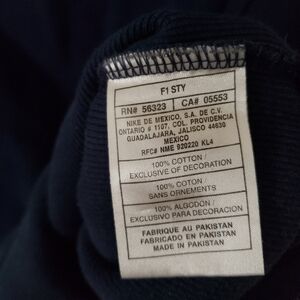 F1 STY
RN# 56323 CA# 05553
NIKE DE MEXICO, S.A. DE C.V.
ONTARIO # 1107, COL. PROVIDENCIA
GUADALAJARA, JALISCO 44630
MEXICO
RFC# NME 920220 KL4
100% COTTON /
EXCLUSIVE OF DECORATION
100% COTON /
SANS ORNEMENTS
100% ALGODÓN /
EXCLUSIVO PARA DECORACION
FABRIQUE AU PAKISTAN
FABRICADO EN PAKISTAN
MADE IN PAKISTAN